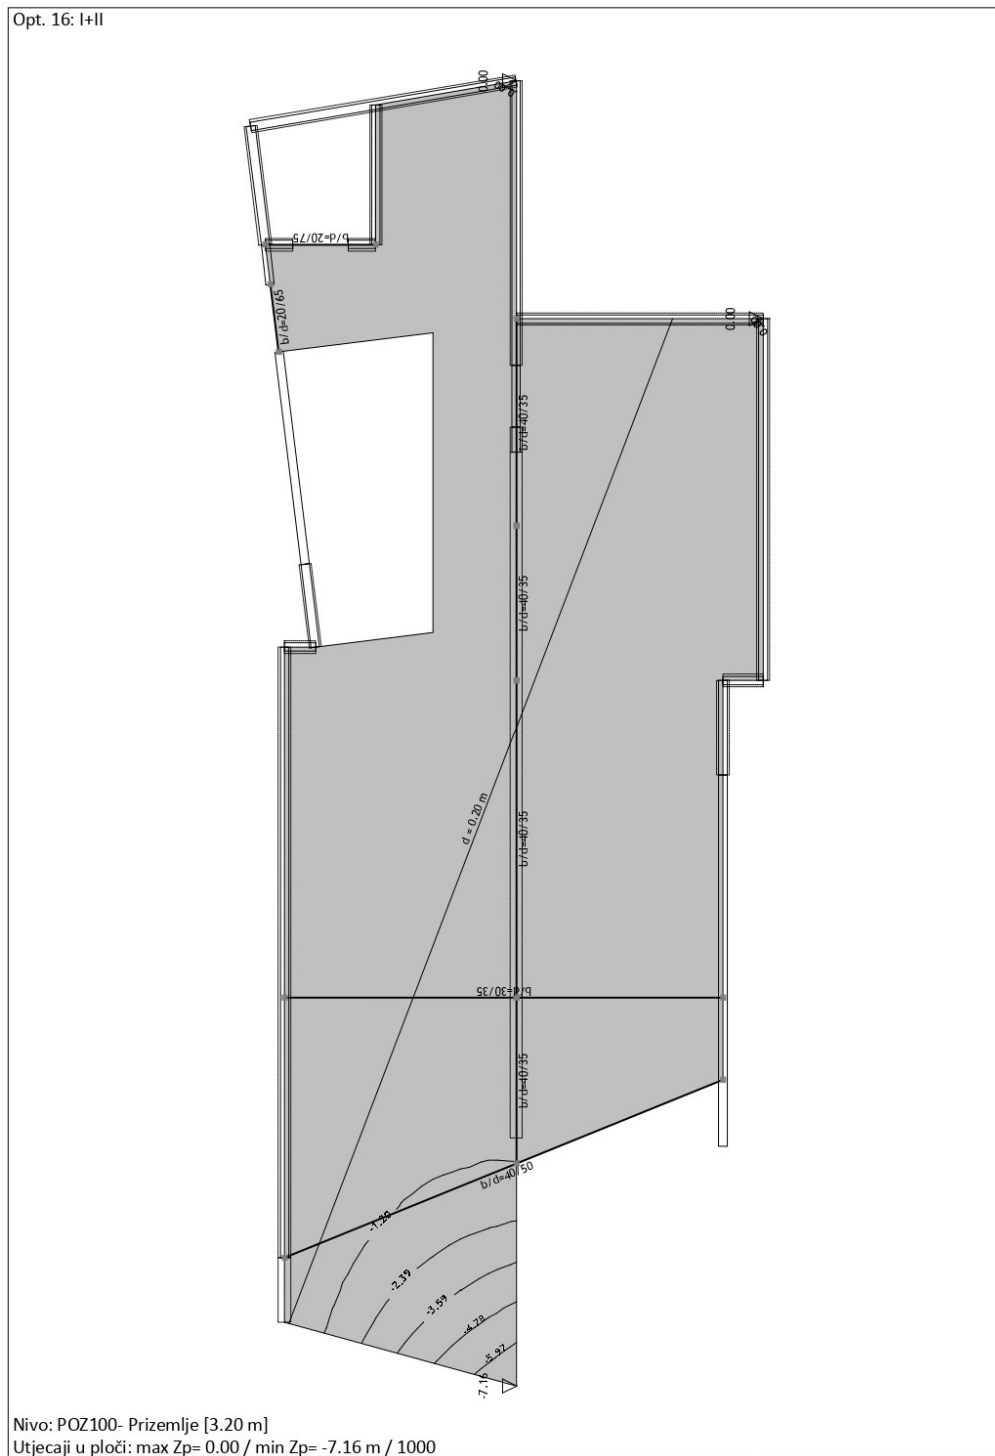 Opt. 16: I+II
0.00
b/d=20/75
b/d=20/65
0.00
b/d=40/35
b/d=40/35
d = 0.20 m
b/d=40/35
b/d=30/35
b/d=40/35
b/d=40/50
-1.20
-2.39
-3.59
-4.78
-5.97
-7.16
Nivo: POZ100- Prizemlje [3.20 m]
Utjecaji u ploči: max Zp= 0.00 / min Zp= -7.16 m / 1000